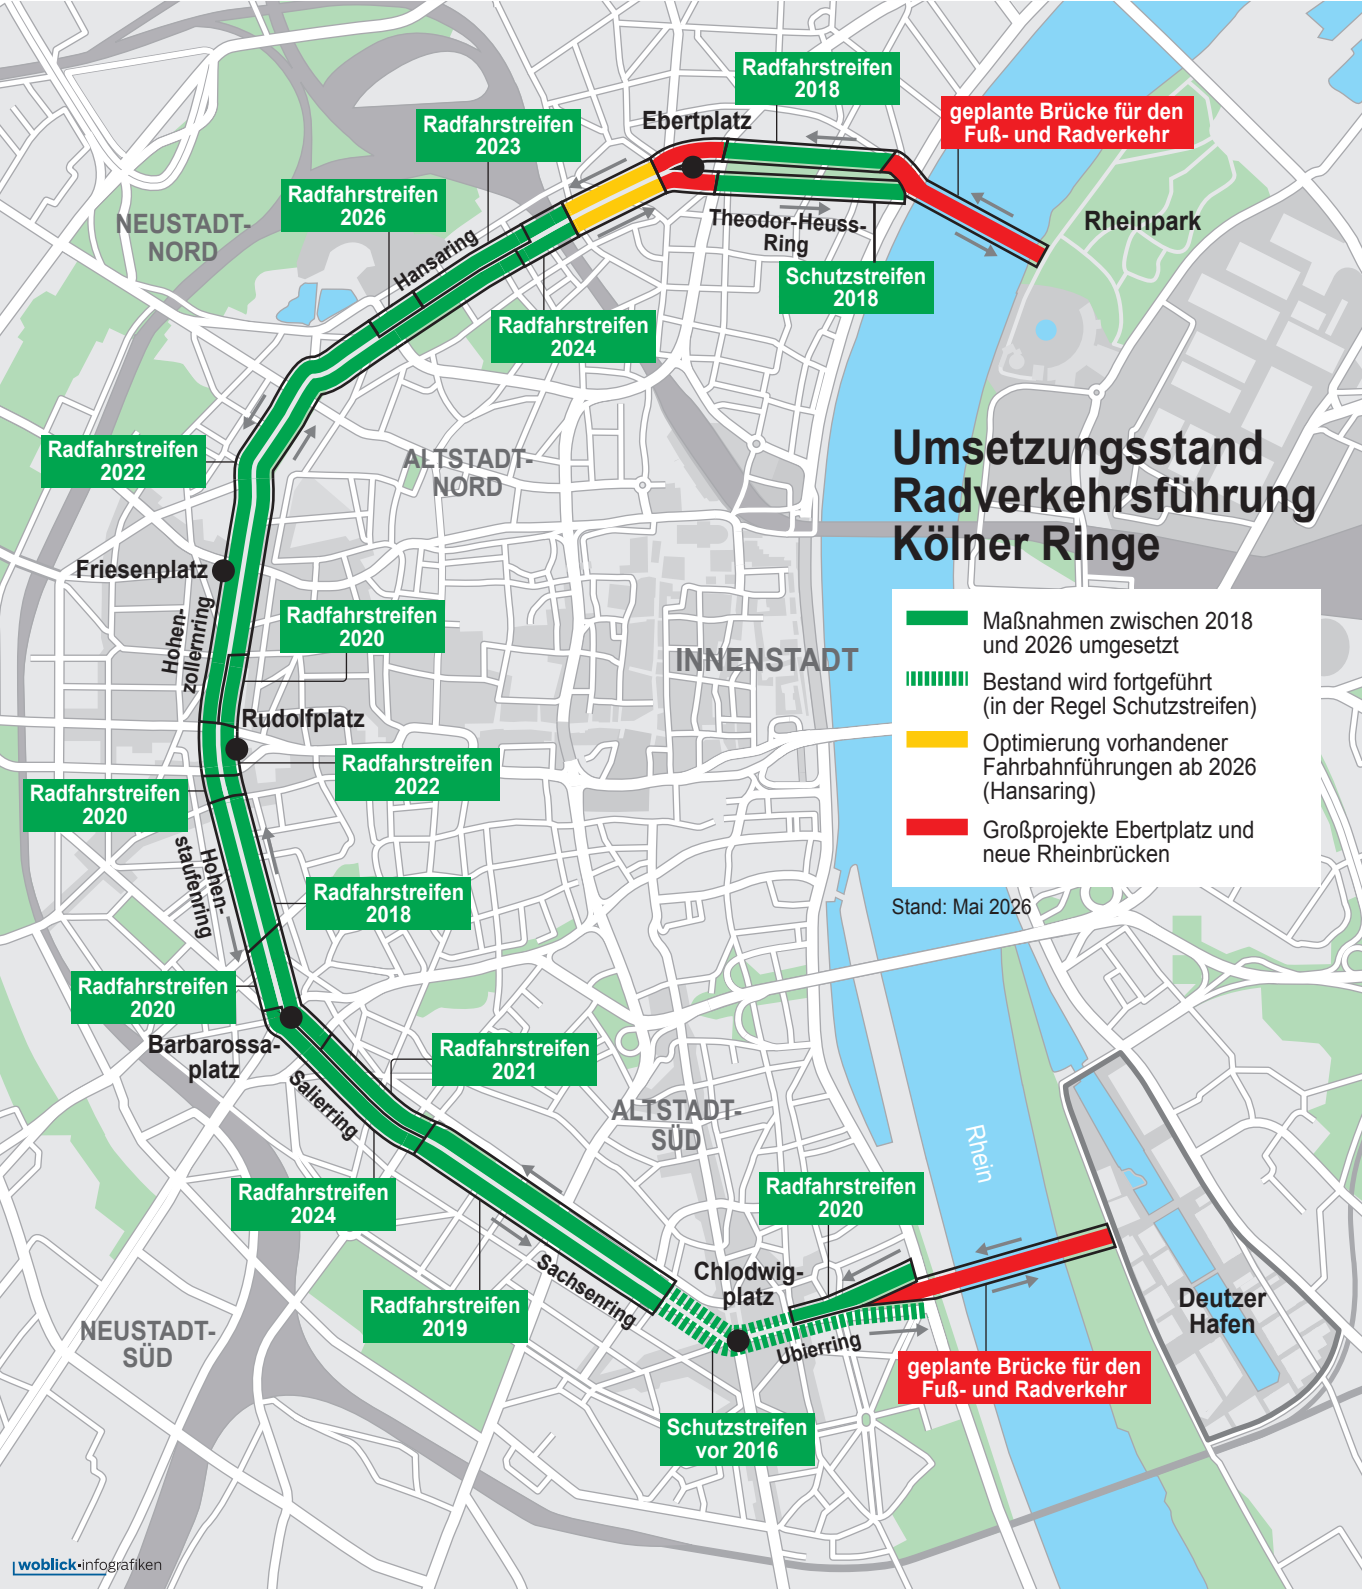 Radfahrstreifen
2018
geplante Brücke für den
Fuß- und Radverkehr
Ebertplatz
Radfahrstreifen
2023
Radfahrstreifen
2026
NEUSTADT-
NORD
Hansaring
Theodor-Heuss-
Ring
Rheinpark
Schutzstreifen
2018
Radfahrstreifen
2024
Radfahrstreifen
2022
ALTSTADT-
NORD
Umsetzungsstand
Radverkehrsführung
Kölner Ringe
Friesenplatz
Hohen-
zollernring
Radfahrstreifen
2020
INNENSTADT
Maßnahmen zwischen 2018
und 2026 umgesetzt
Bestand wird fortgeführt
(in der Regel Schutzstreifen)
Optimierung vorhandener
Fahrbahnführungen ab 2026
(Hansaring)
Großprojekte Ebertplatz und
neue Rheinbrücken
Stand: Mai 2026
Rudolfplatz
Radfahrstreifen
2022
Radfahrstreifen
2020
Hohen-
staufenring
Radfahrstreifen
2018
Radfahrstreifen
2020
Barbarossa-
platz
Salierring
Radfahrstreifen
2021
ALTSTADT-
SÜD
Rhein
Radfahrstreifen
2024
Radfahrstreifen
2020
Sachsenring
Chlodwig-
platz
Deutzer
Hafen
Radfahrstreifen
2019
NEUSTADT-
SÜD
Ubierring
geplante Brücke für den
Fuß- und Radverkehr
Schutzstreifen
vor 2016
woblick-infografiken